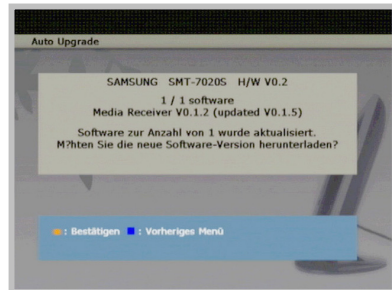 Auto Upgrade
SAMSUNG SMT-7020S H/W V0.2
1 / 1 software
Media Receiver V0.1.2 (updated V0.1.5)
Software zur Anzahl von 1 wurde aktualisiert.
M?hten Sie die neue Software-Version herunterladen?
: Bestätigen : Vorheriges Menü